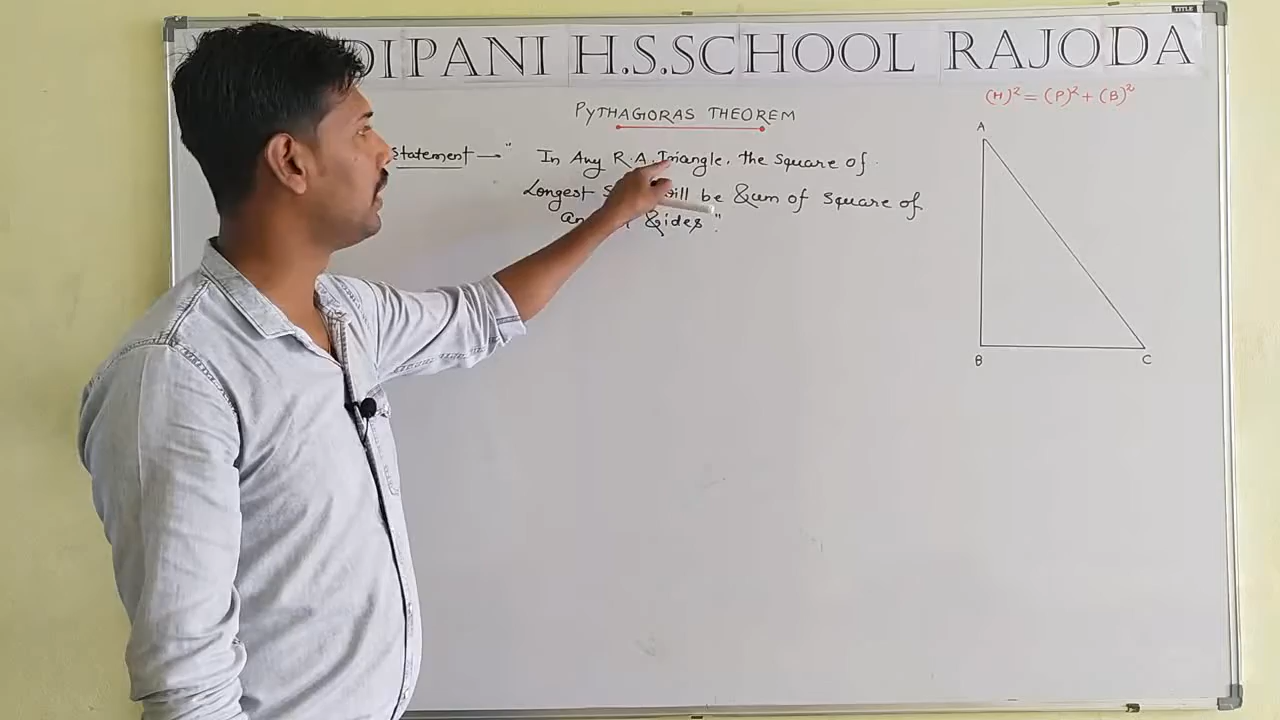 DIPANI H.S.SCHOOL RAJODA
TITLE
PYTHAGORAS THEOREM
(H)² = (P)² + (B)²
Statement → " In Any R.A. Triangle, the square of
Longest will be Sum of square of
Sides "
A
B
C